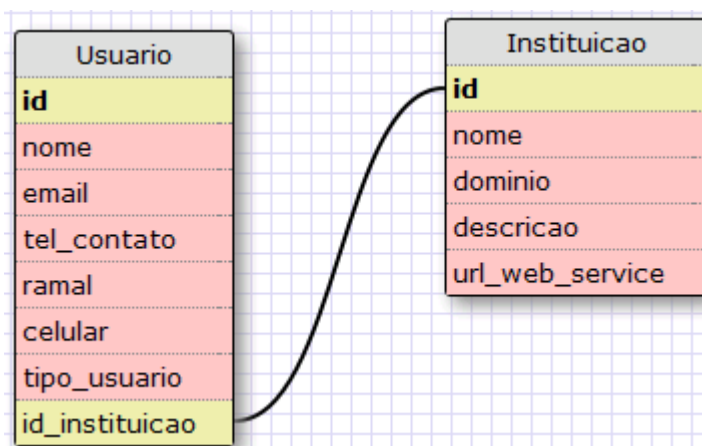 Usuario
id
nome
email
tel_contato
ramal
celular
tipo_usuario
id_instituicao
Instituicao
id
nome
dominio
descricao
url_web_service